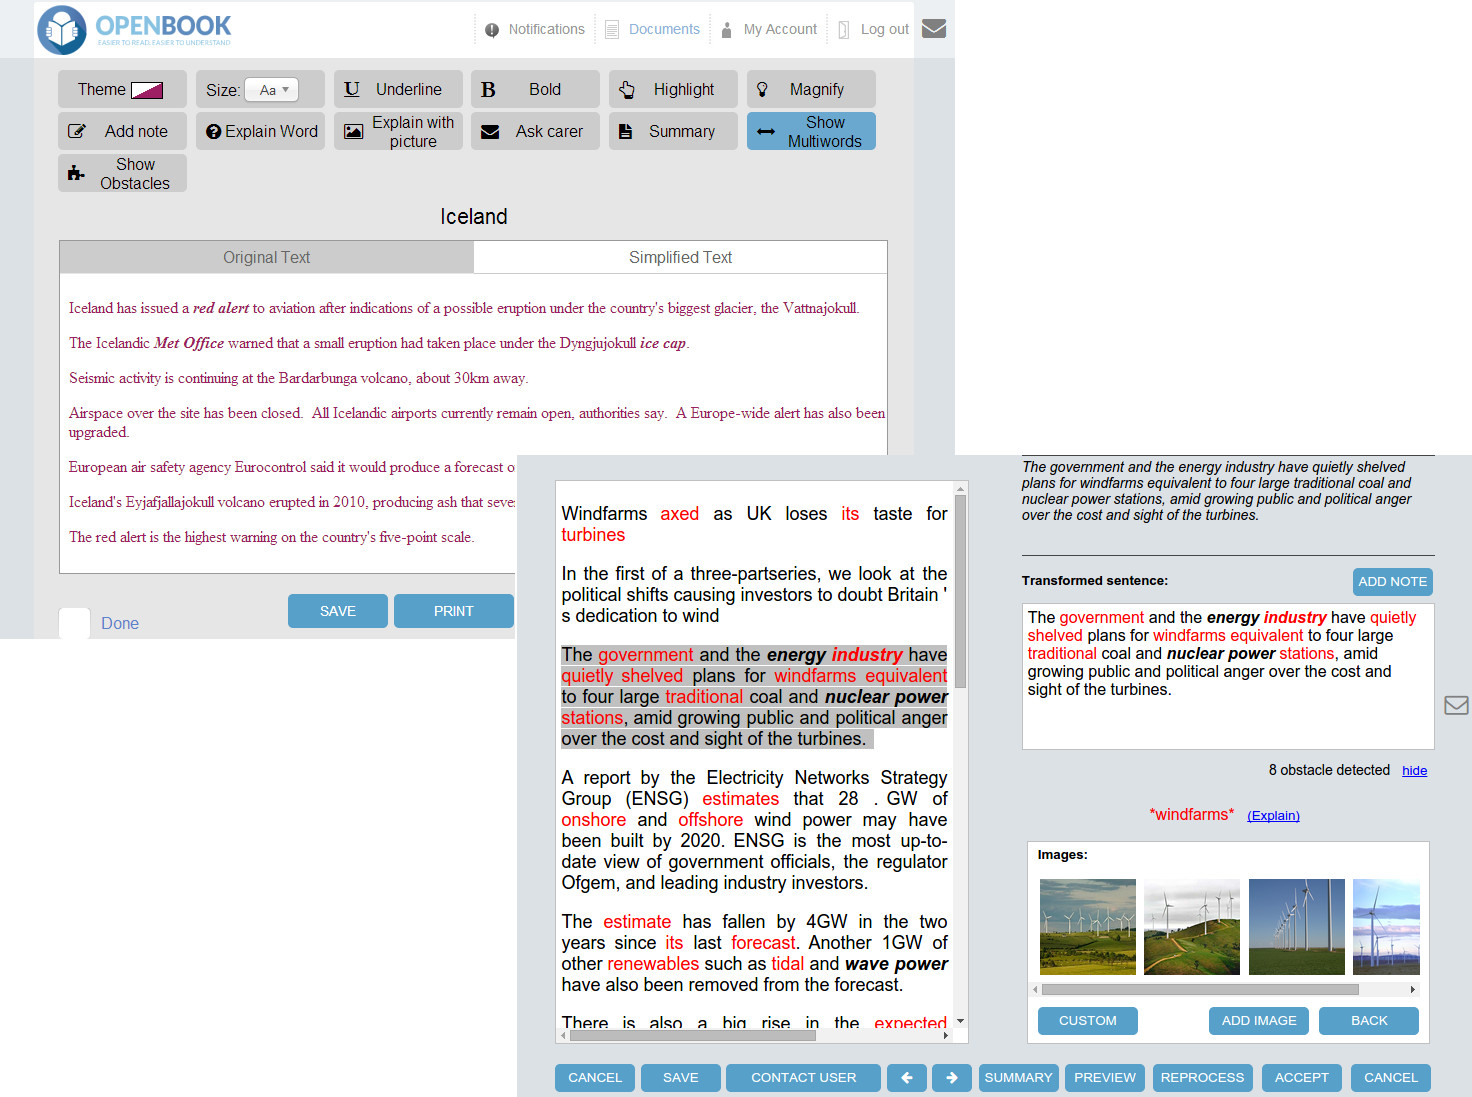 OPENBOOK
EASIER TO READ, EASIER TO UNDERSTAND
Notifications
Documents
My Account
Log out
Theme
Size: Aa
Underline
Bold
Highlight
Magnify
Add note
Explain Word
Explain with
picture
Ask carer
Summary
Show
Multiwords
Show
Obstacles
Iceland
Original Text
Simplified Text
Iceland has issued a red alert to aviation after indications of a possible eruption under the country's biggest glacier, the Vattnajokull.
The Icelandic Met Office warned that a small eruption had taken place under the Dyngjujokull ice cap.
Seismic activity is continuing at the Bardarbunga volcano, about 30km away.
Airspace over the site has been closed.  All Icelandic airports currently remain open, authorities say.  A Europe-wide alert has also been
upgraded.
European air safety agency Eurocontrol said it would produce a forecast o
Iceland's Eyjafjallajokull volcano erupted in 2010, producing ash that seve
The red alert is the highest warning on the country's five-point scale.
Done
SAVE
PRINT
Windfarms axed as UK loses its taste for
turbines
In the first of a three-partseries, we look at the
political shifts causing investors to doubt Britain '
s dedication to wind
The government and the energy industry have
quietly shelved plans for windfarms equivalent
to four large traditional coal and nuclear power
stations, amid growing public and political anger
over the cost and sight of the turbines.
A report by the Electricity Networks Strategy
Group (ENSG) estimates that 28 . GW of
onshore and offshore wind power may have
been built by 2020. ENSG is the most up-to-
date view of government officials, the regulator
Ofgem, and leading industry investors.
The estimate has fallen by 4GW in the two
years since its last forecast. Another 1GW of
other renewables such as tidal and wave power
have also been removed from the forecast.
There is also a big rise in the expected
The government and the energy industry have quietly shelved
plans for windfarms equivalent to four large traditional coal and
nuclear power stations, amid growing public and political anger
over the cost and sight of the turbines.
Transformed sentence:
ADD NOTE
The government and the energy industry have quietly
shelved plans for windfarms equivalent to four large
traditional coal and nuclear power stations, amid
growing public and political anger over the cost and
sight of the turbines.
8 obstacle detected hide
*windfarms* (Explain)
Images:
CUSTOM
ADD IMAGE
BACK
CANCEL
SAVE
CONTACT USER
SUMMARY
PREVIEW
REPROCESS
ACCEPT
CANCEL